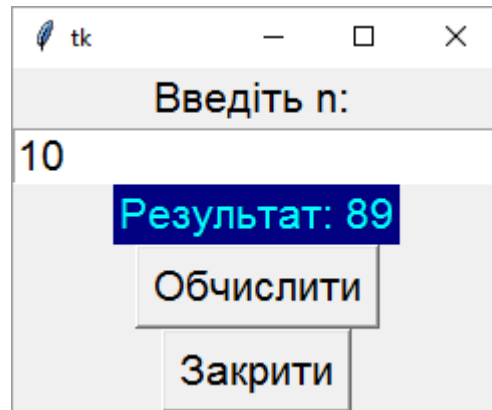 tk
Введіть n:
10
Результат: 89
Обчислити
Закрити